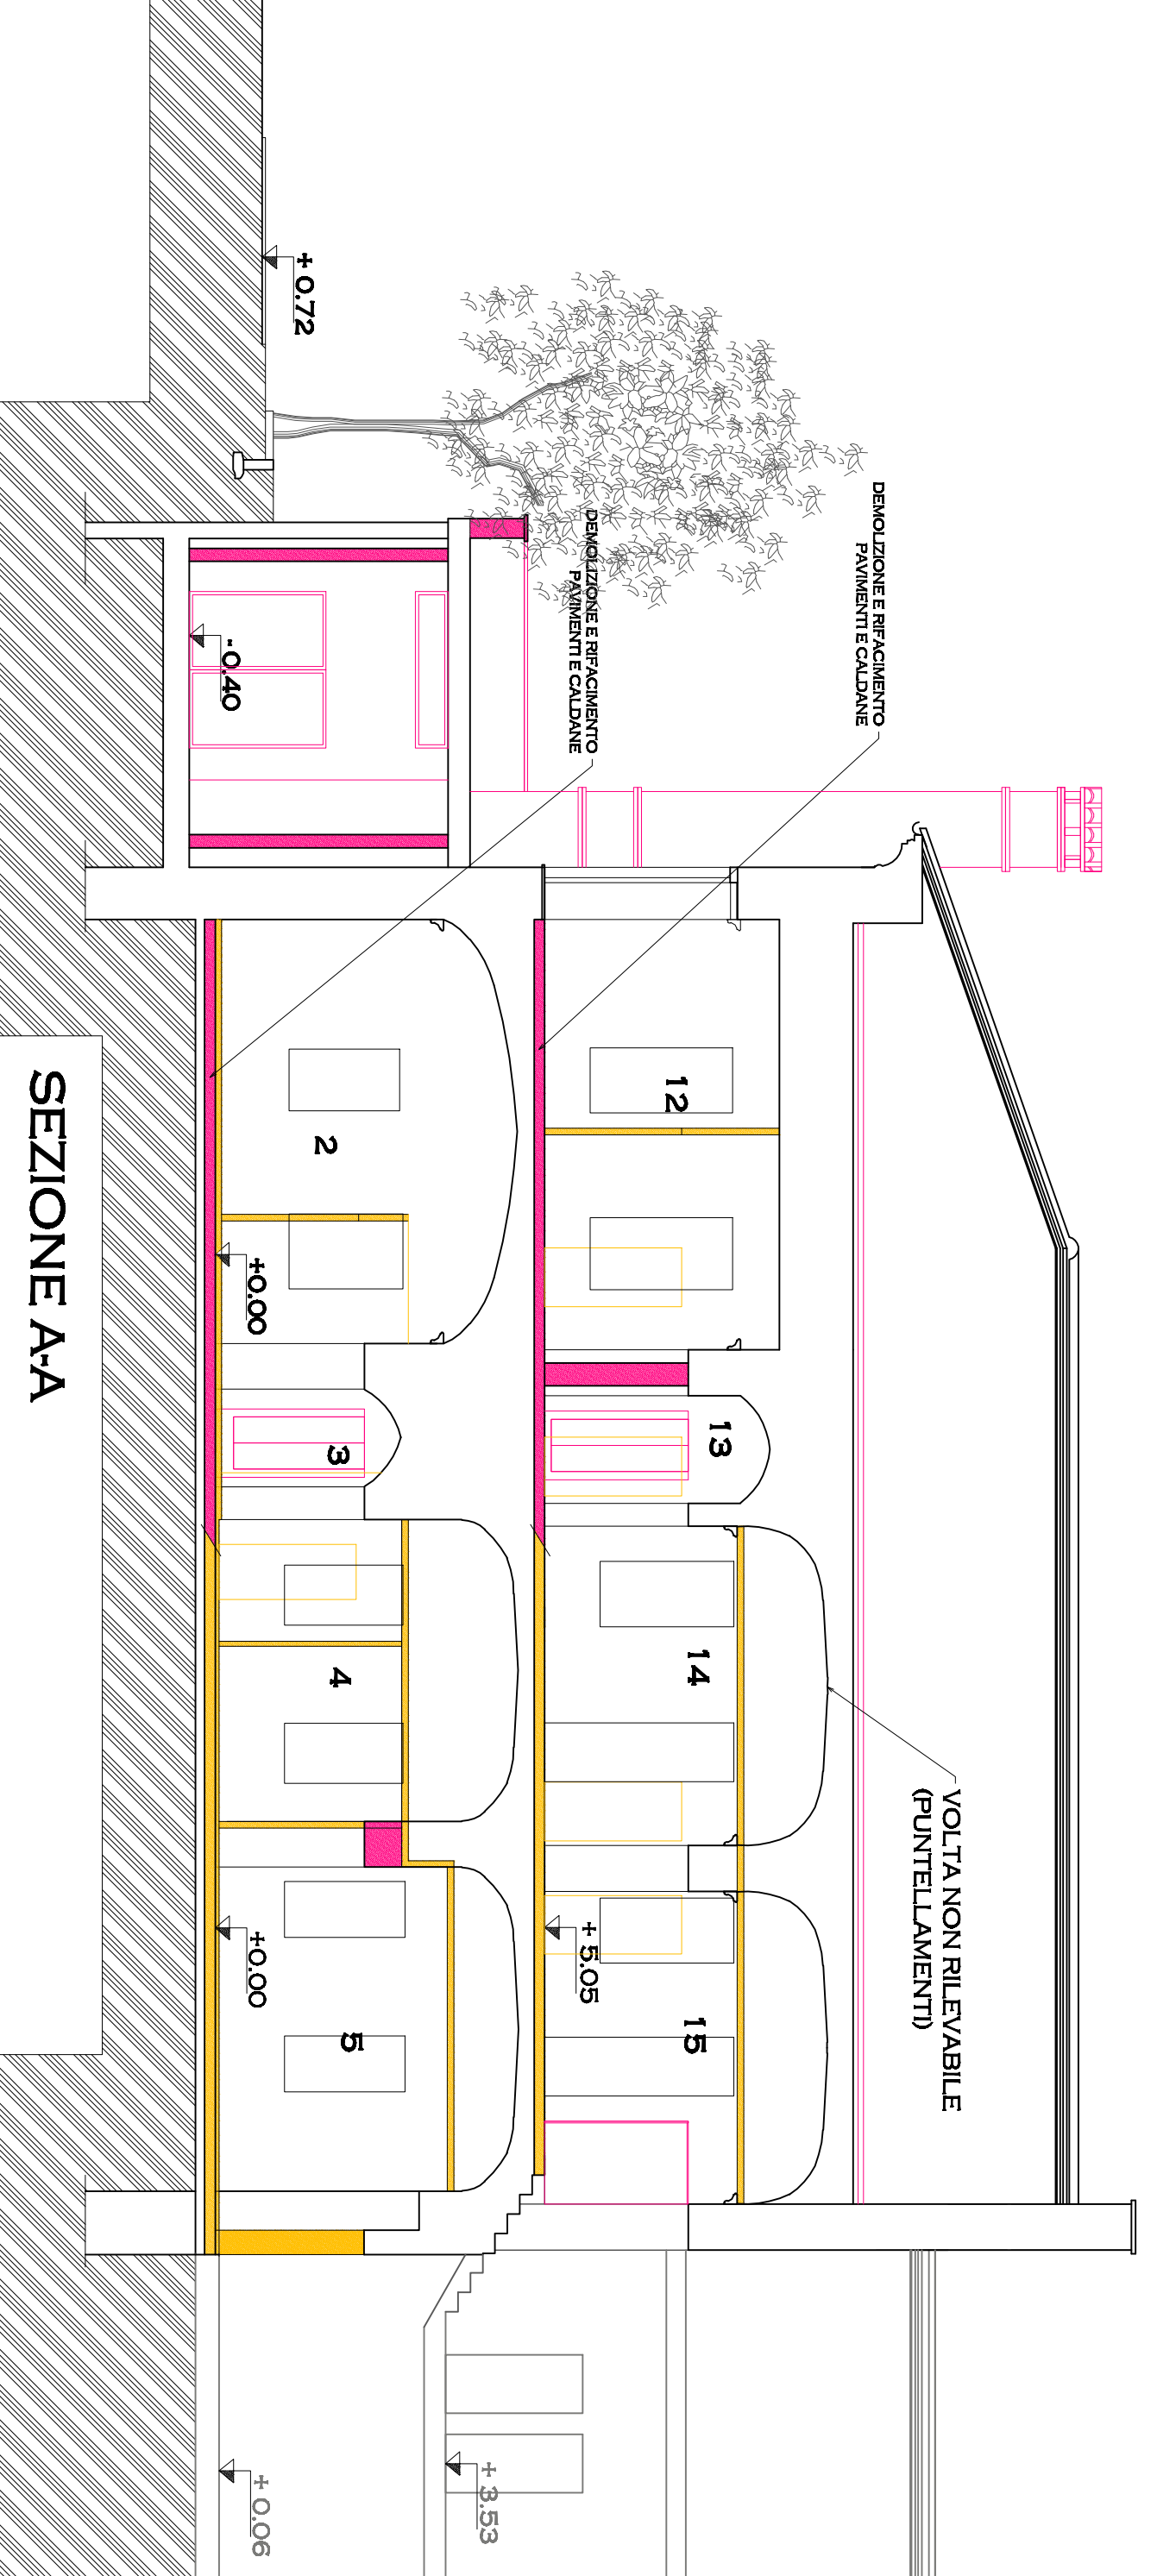 DEMOLIZIONE E RIFACIMENTO
PAVIMENTI E CALDANE
VOLTA NON RILEVABILE
(PUNTELLAMENTI)
DEMOLIZIONE E RIFACIMENTO
PAVIMENTI E CALDANE
12
13
14
15
+ 5.05
+ 3.53
+ 0.72
- 0.40
2
3
4
5
+0.00
+0.00
+ 0.06
SEZIONE A-A